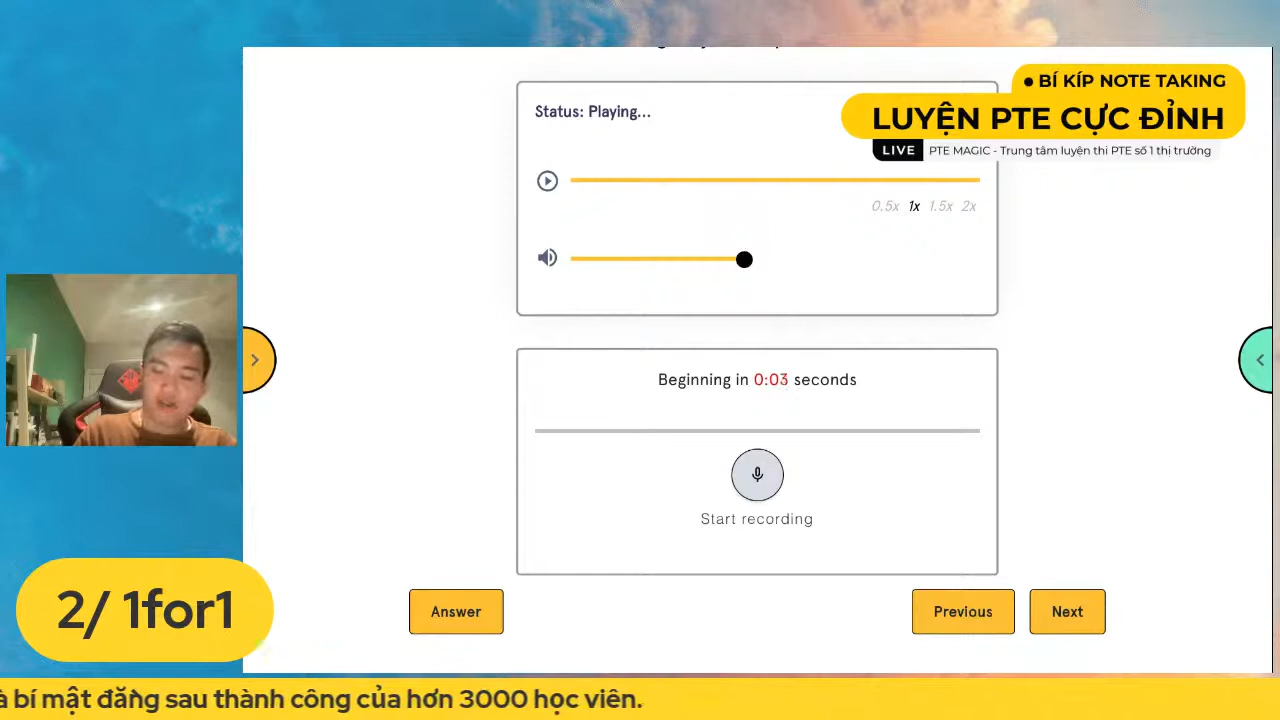 Status: Playing...
• BÍ KÍP NOTE TAKING
LUYỆN PTE CỰC ĐỈNH
LIVE PTE MAGIC - Trung tâm luyện thi PTE số 1 thị trường
0.5x 1x 1.5x 2x
Beginning in 0:03 seconds
Start recording
2/ 1for1
Answer
Previous
Next
à bí mật đằng sau thành công của hơn 3000 học viên.